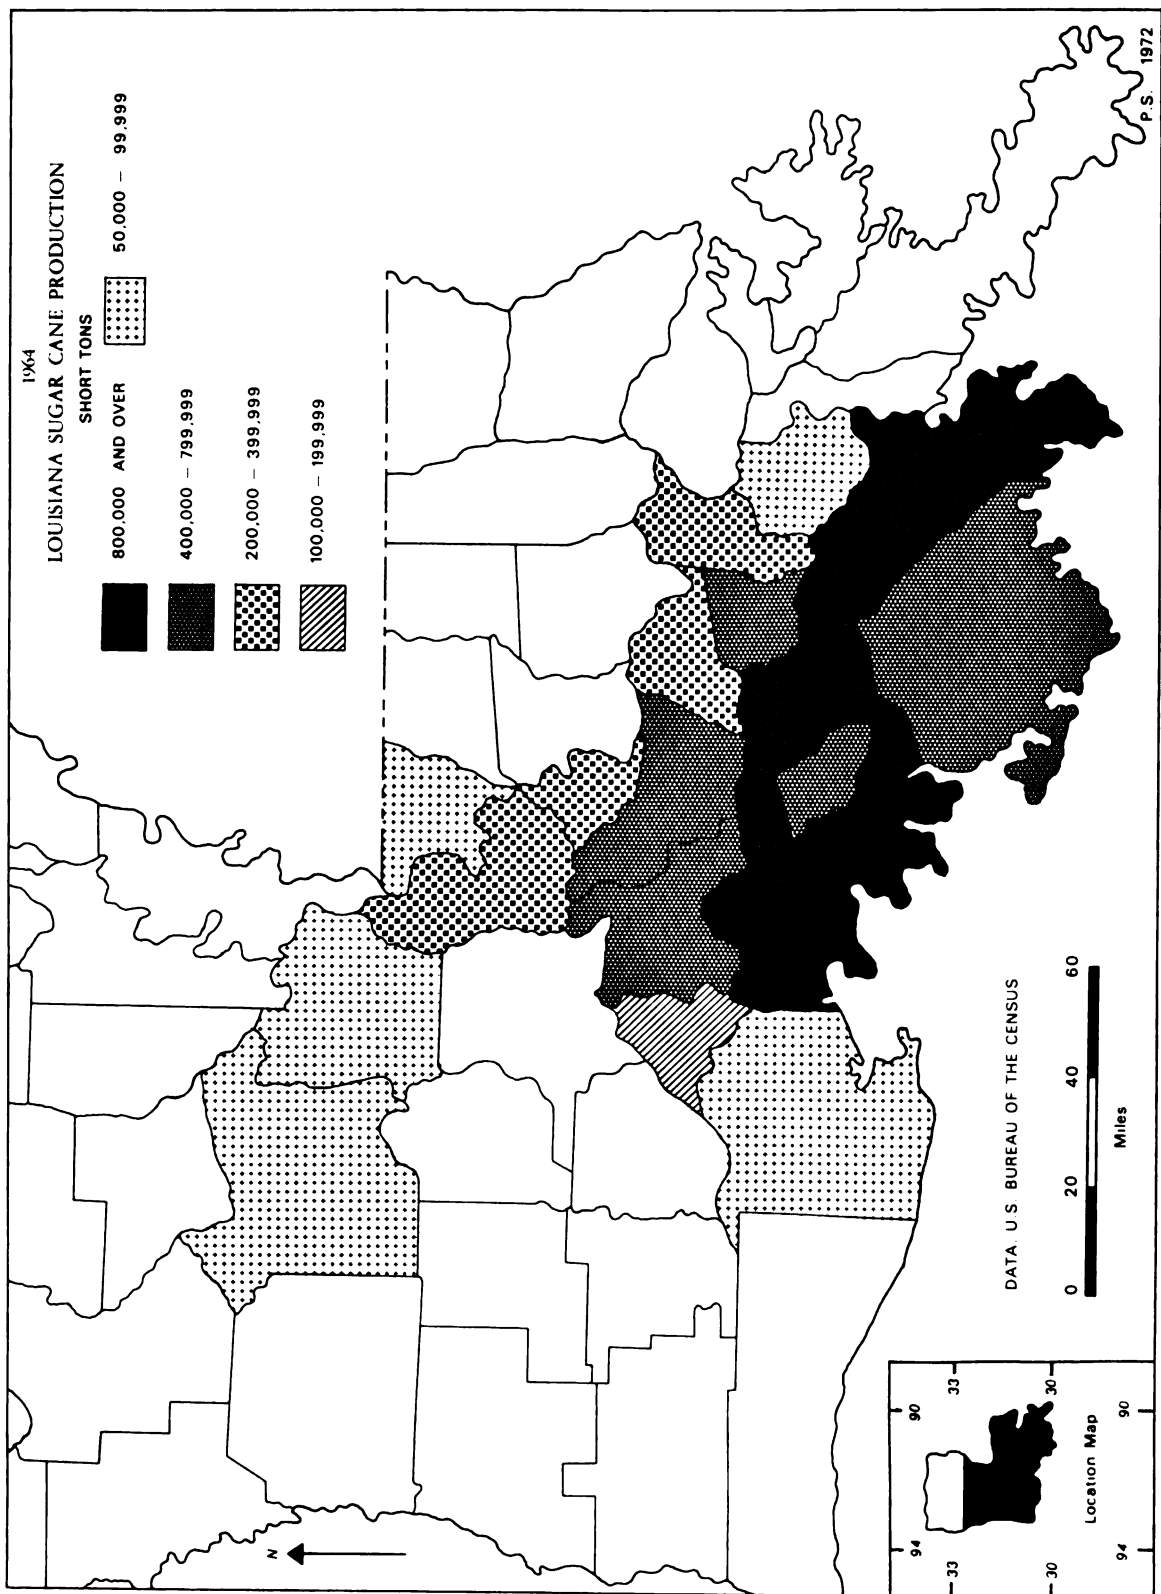 1964
LOUISIANA SUGAR CANE PRODUCTION
SHORT TONS
800,000 AND OVER
50,000 – 99,999
400,000 – 799,999
200,000 – 399,999
100,000 – 199,999
N
DATA. U.S. BUREAU OF THE CENSUS
0 20 40 60
Miles
94 90
33 33
30 30
Location Map
94 90
P.S. 1972